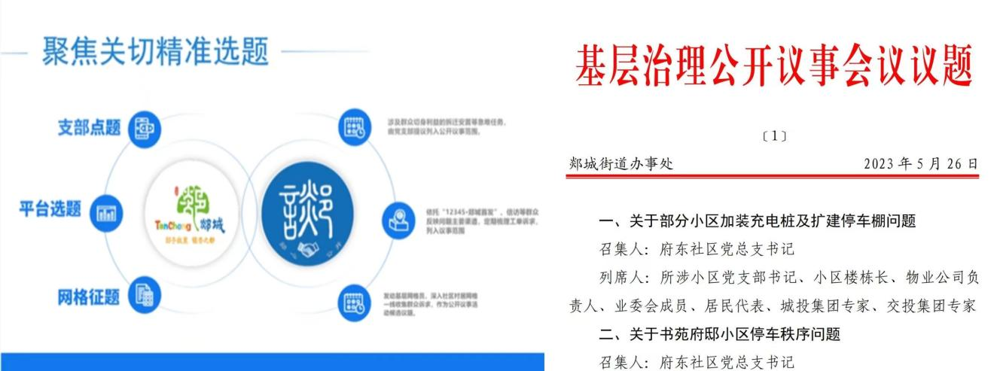 聚焦关切精准选题
支部点题
涉及群众切身利益的拆迁安置等急难任务，
由党支部提议列入公开议事范围。
平台选题
依托“12345·郯城首发”、信访等群众
反映问题主要渠道，定期梳理工单诉求，
列入议事范围
网格征题
发动基层网格员，深入社区村居网格
一线收集群众诉求，作为公开议事活
动候选议题。
郯
TanCheng 郯城
郯子故里 银杏之都
談郯
基层治理公开议事会议议题
〔1〕
郯城街道办事处 2023 年 5 月 26 日
一、关于部分小区加装充电桩及扩建停车棚问题
召集人：府东社区党总支书记
列席人：所涉小区党支部书记、小区楼栋长、物业公司负
责人、业委会成员、居民代表、城投集团专家、交投集团专家
二、关于书苑府邸小区停车秩序问题
召集人：府东社区党总支书记